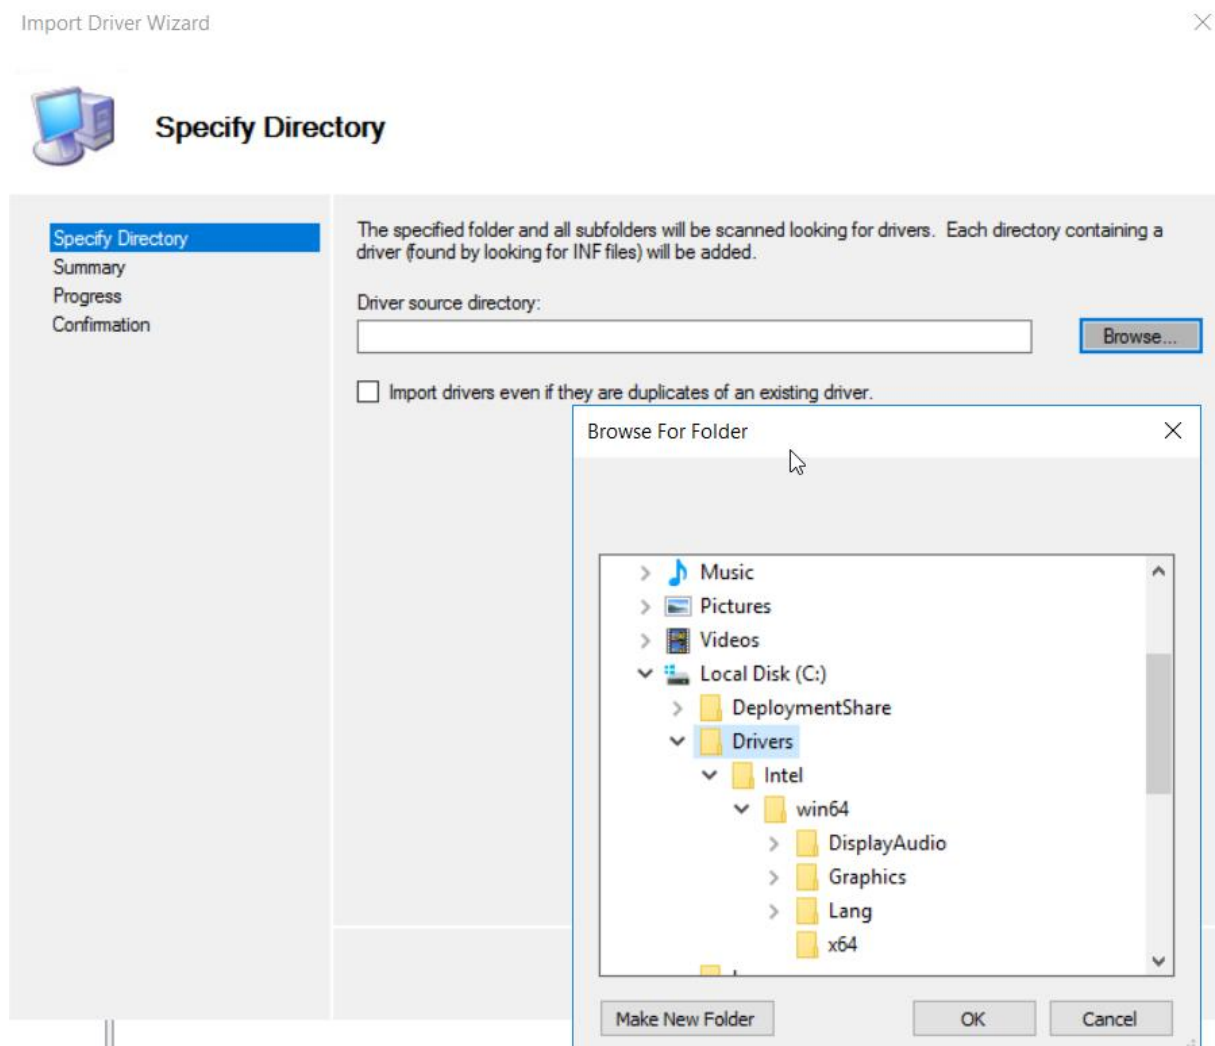 Import Driver Wizard
Specify Directory
Specify Directory
Summary
Progress
Confirmation
The specified folder and all subfolders will be scanned looking for drivers. Each directory containing a
driver (found by looking for INF files) will be added.
Driver source directory:
Browse...
Import drivers even if they are duplicates of an existing driver.
Browse For Folder
Music
Pictures
Videos
Local Disk (C:)
DeploymentShare
Drivers
Intel
win64
DisplayAudio
Graphics
Lang
x64
Make New Folder
OK
Cancel